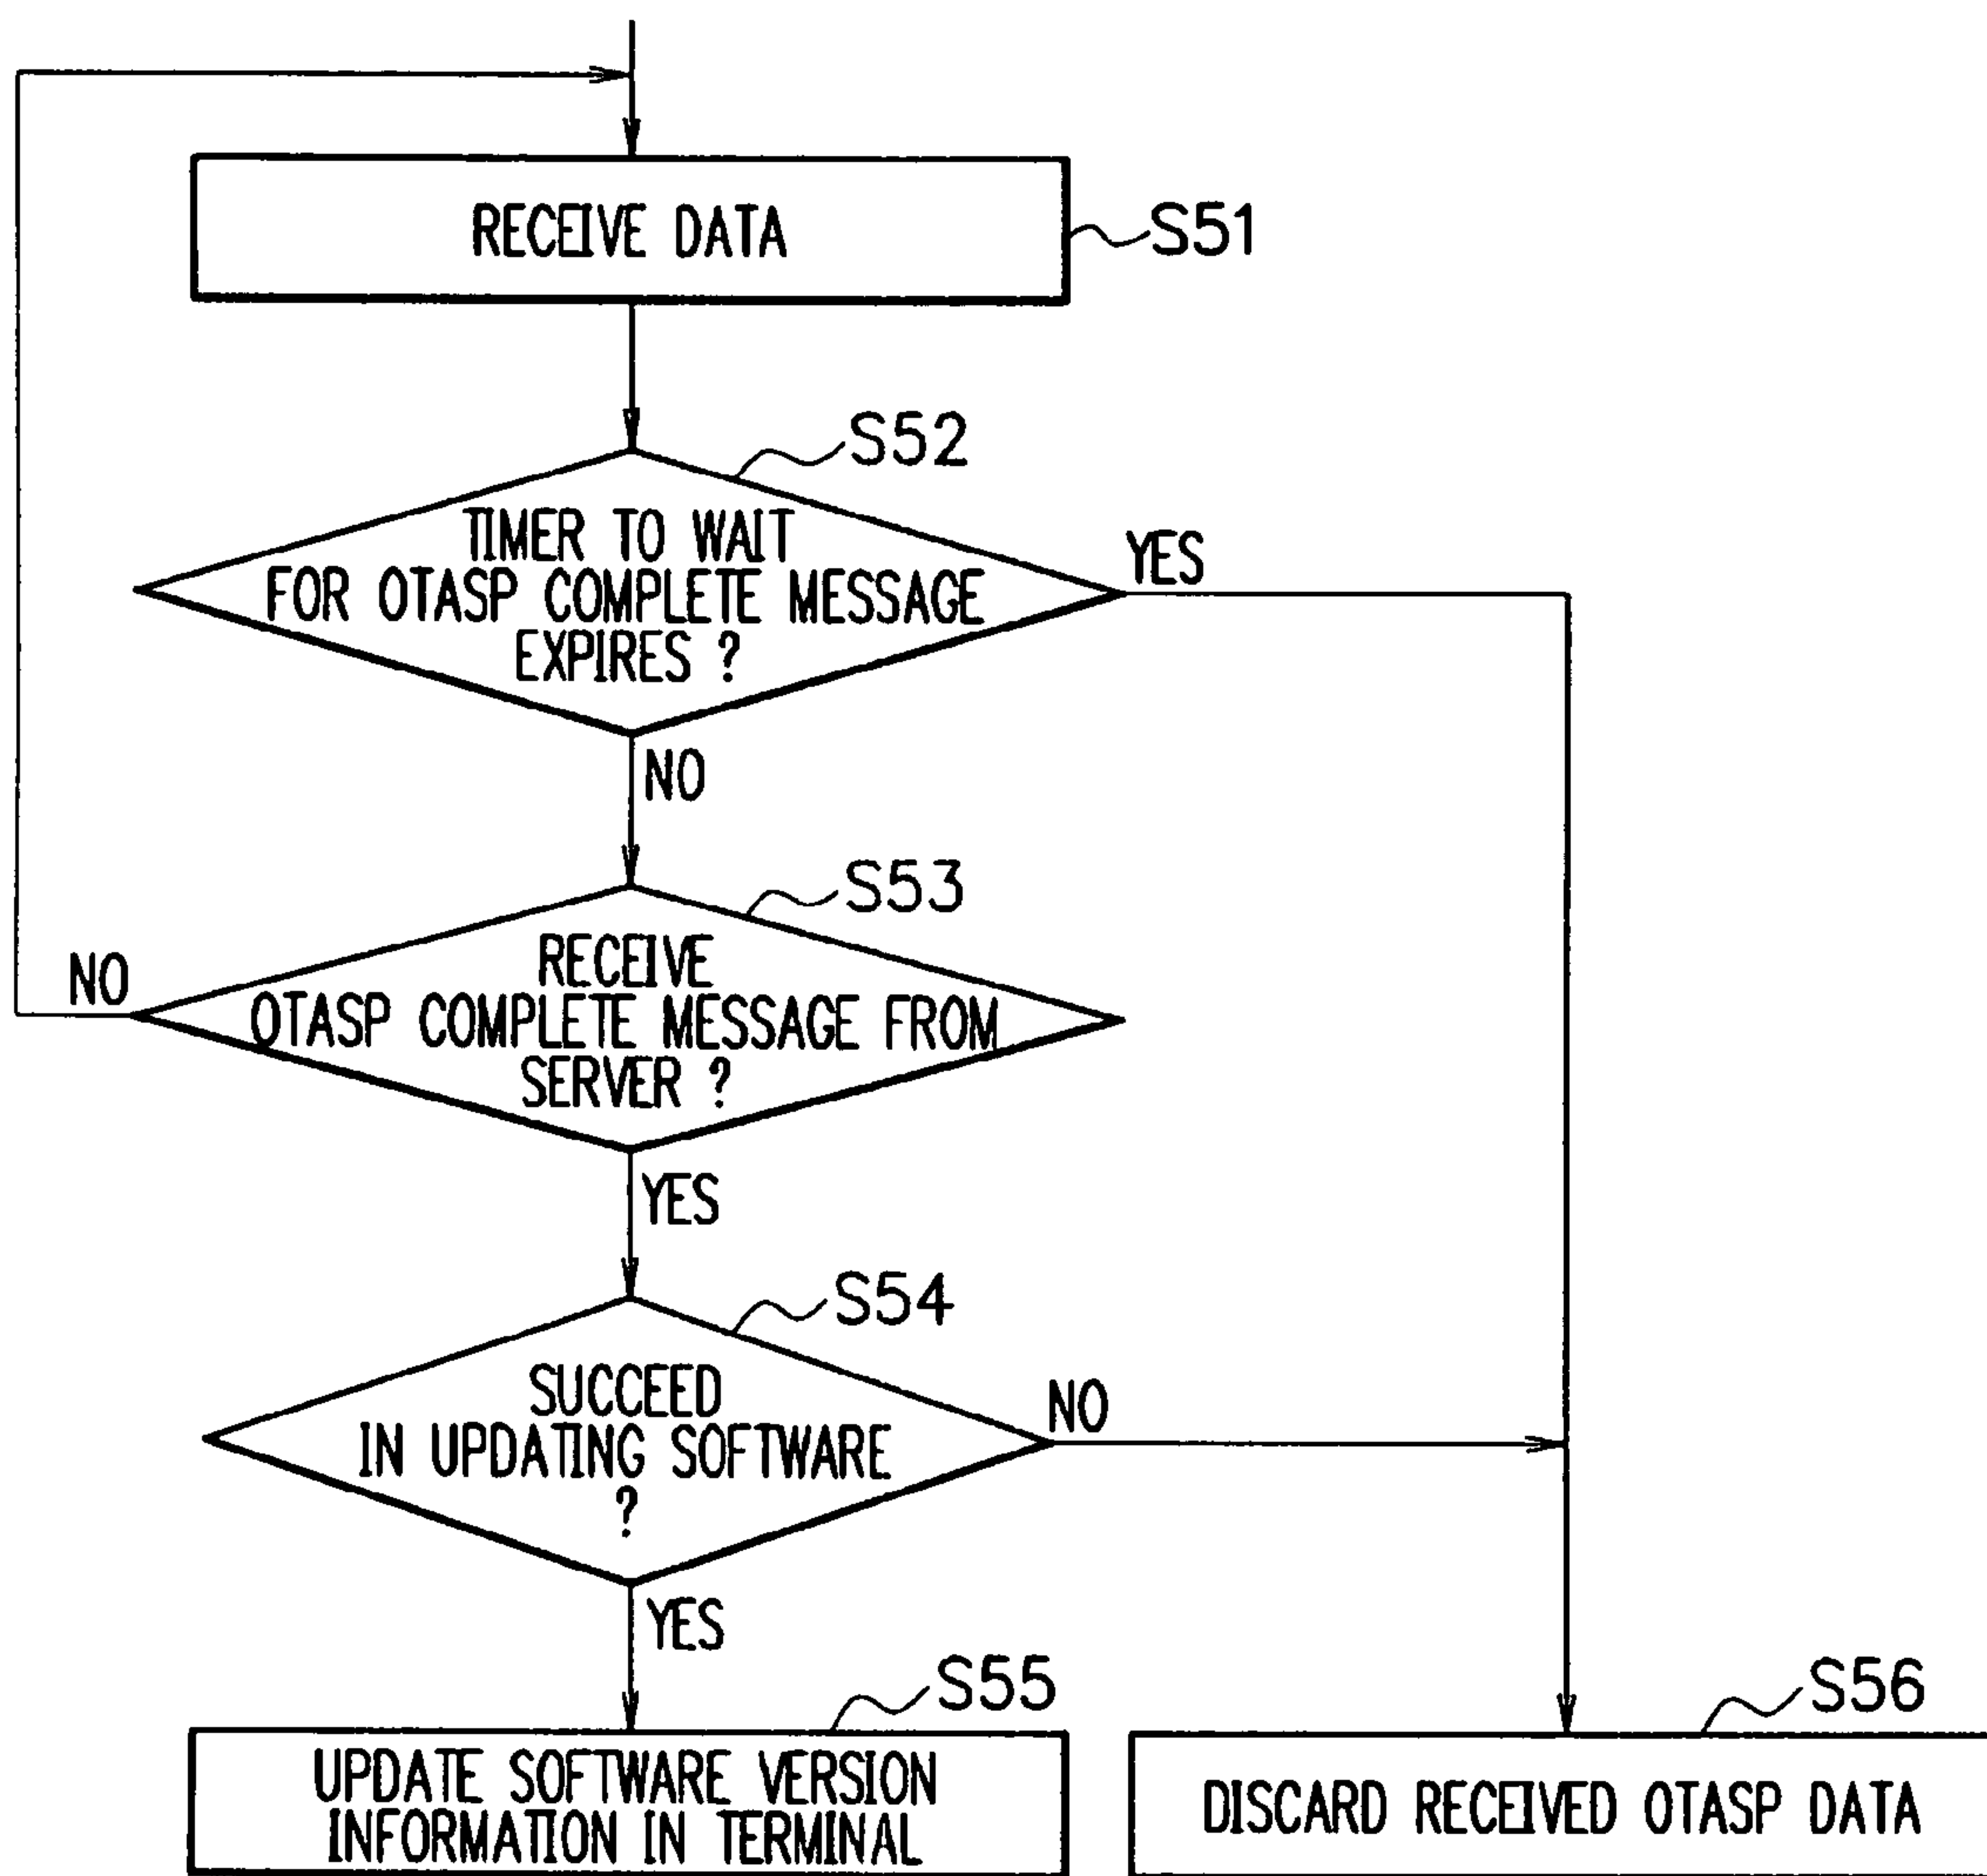 RECEIVE DATA
S51
S52
TIMER TO WAIT
FOR OTASP COMPLETE MESSAGE
EXPIRES ?
YES
NO
S53
RECEIVE
OTASP COMPLETE MESSAGE FROM
SERVER ?
NO
YES
S54
SUCCEED
IN UPDATING SOFTWARE
?
NO
YES
S55
UPDATE SOFTWARE VERSION
INFORMATION IN TERMINAL
S56
DISCARD RECEIVED OTASP DATA